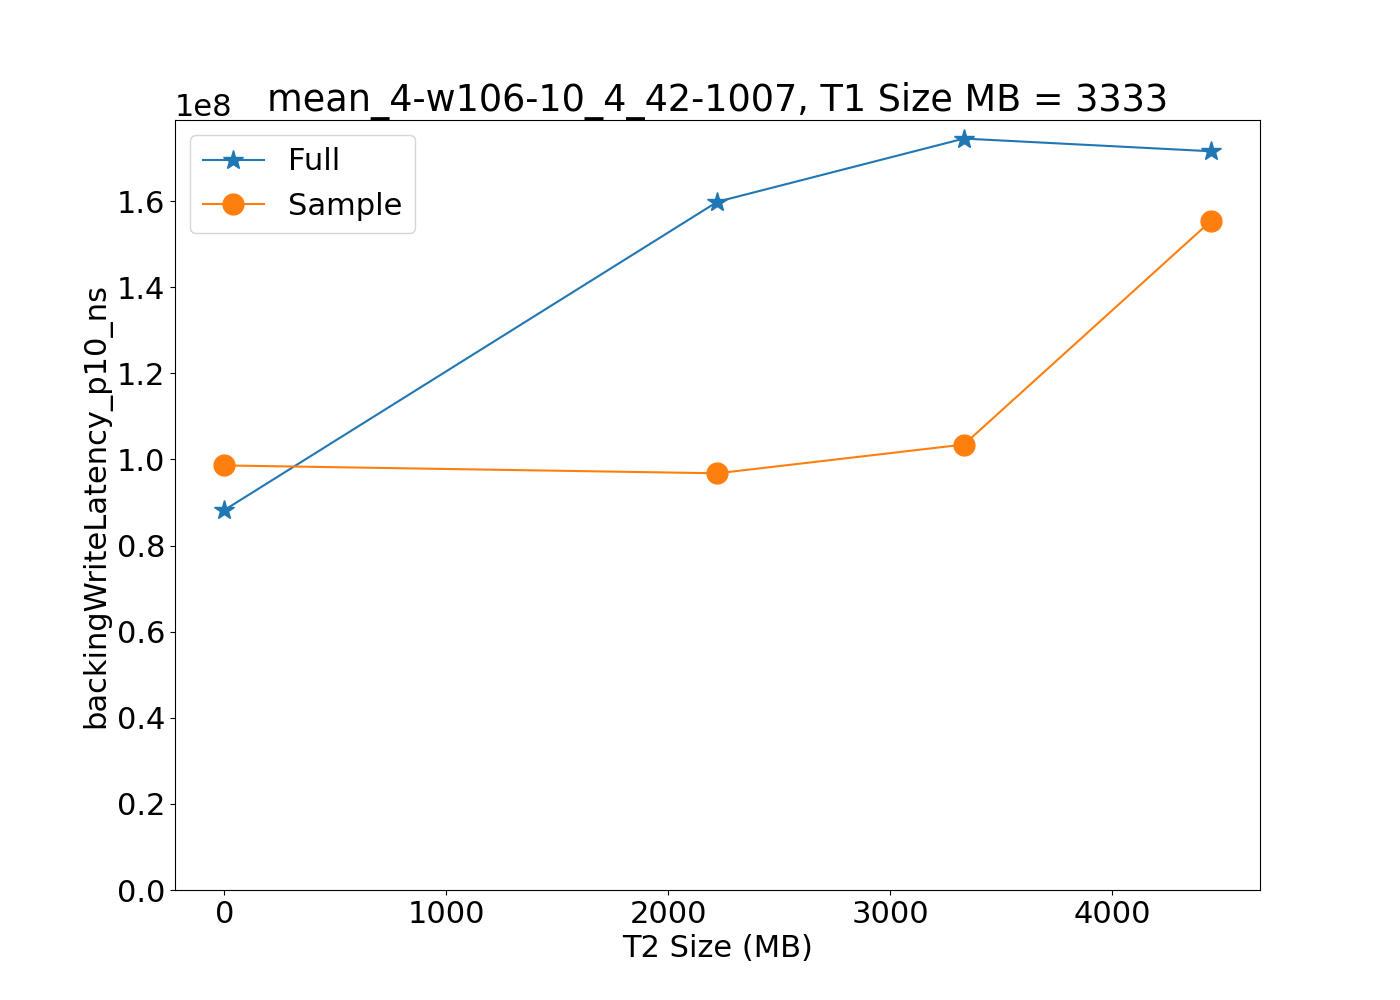 1e8
mean_4-w106-10_4_42-1007, T1 Size MB = 3333
Full
Sample
backingWriteLatency_p10_ns
1.6
1.4
1.2
1.0
0.8
0.6
0.4
0.2
0.0
0 1000 2000 3000 4000
T2 Size (MB)